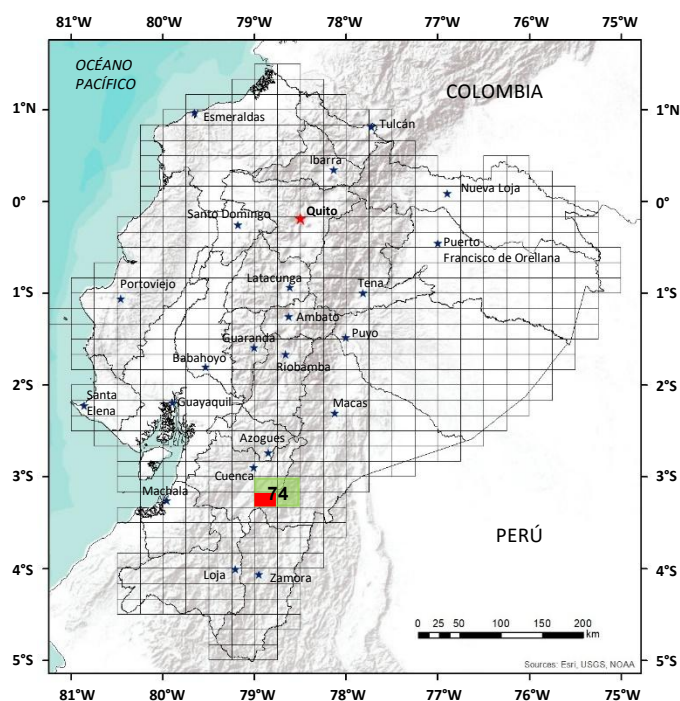 81°W 80°W 79°W 78°W 77°W 76°W 75°W
OCÉANO
PACÍFICO
COLOMBIA
1°N 1°N
Esmeraldas
Tulcán
Ibarra
Nueva Loja
0° 0°
Santo Domingo
Quito
Puerto
Francisco de Orellana
Latacunga
Tena
Portoviejo
1°S 1°S
Ambato
Guaranda
Puyo
Babahoyo
Riobamba
2°S 2°S
Santa
Elena
Guayaquil
Macas
Azogues
Cuenca
3°S 3°S
Machala
74
PERÚ
Loja
Zamora
4°S 4°S
0 25 50 100 150 200
km
Sources: Esri, USGS, NOAA
5°S 5°S
81°W 80°W 79°W 78°W 77°W 76°W 75°W